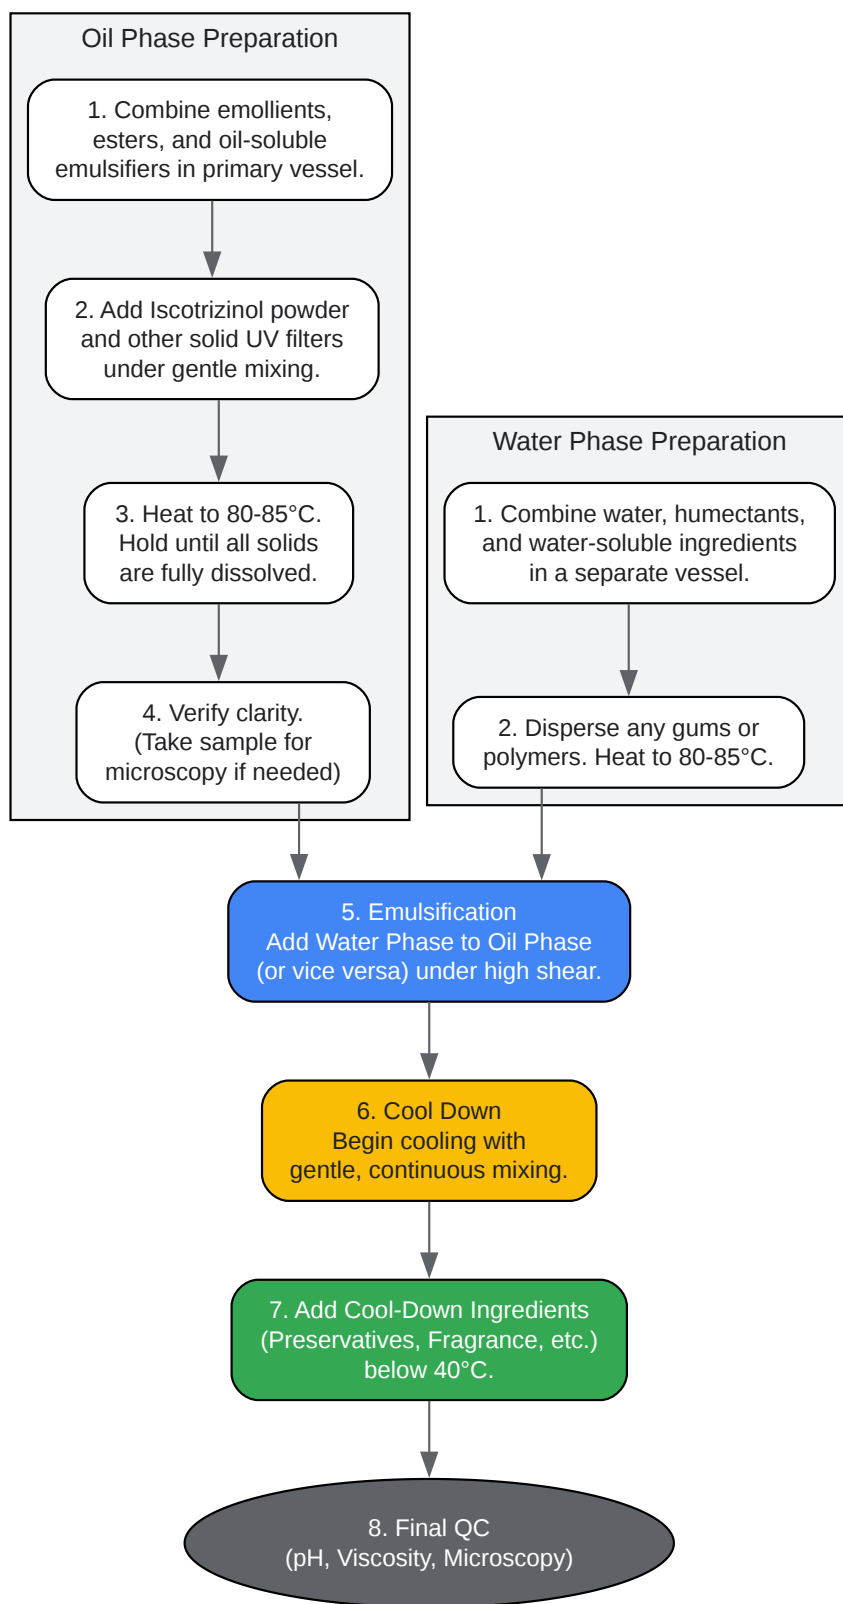 Oil Phase Preparation
1. Combine emollients,
esters, and oil-soluble
emulsifiers in primary vessel.
2. Add Iscotrizinol powder
and other solid UV filters
under gentle mixing.
3. Heat to 80-85°C.
Hold until all solids
are fully dissolved.
4. Verify clarity.
(Take sample for
microscopy if needed)
Water Phase Preparation
1. Combine water, humectants,
and water-soluble ingredients
in a separate vessel.
2. Disperse any gums or
polymers. Heat to 80-85°C.
5. Emulsification
Add Water Phase to Oil Phase
(or vice versa) under high shear.
6. Cool Down
Begin cooling with
gentle, continuous mixing.
7. Add Cool-Down Ingredients
(Preservatives, Fragrance, etc.)
below 40°C.
8. Final QC
(pH, Viscosity, Microscopy)